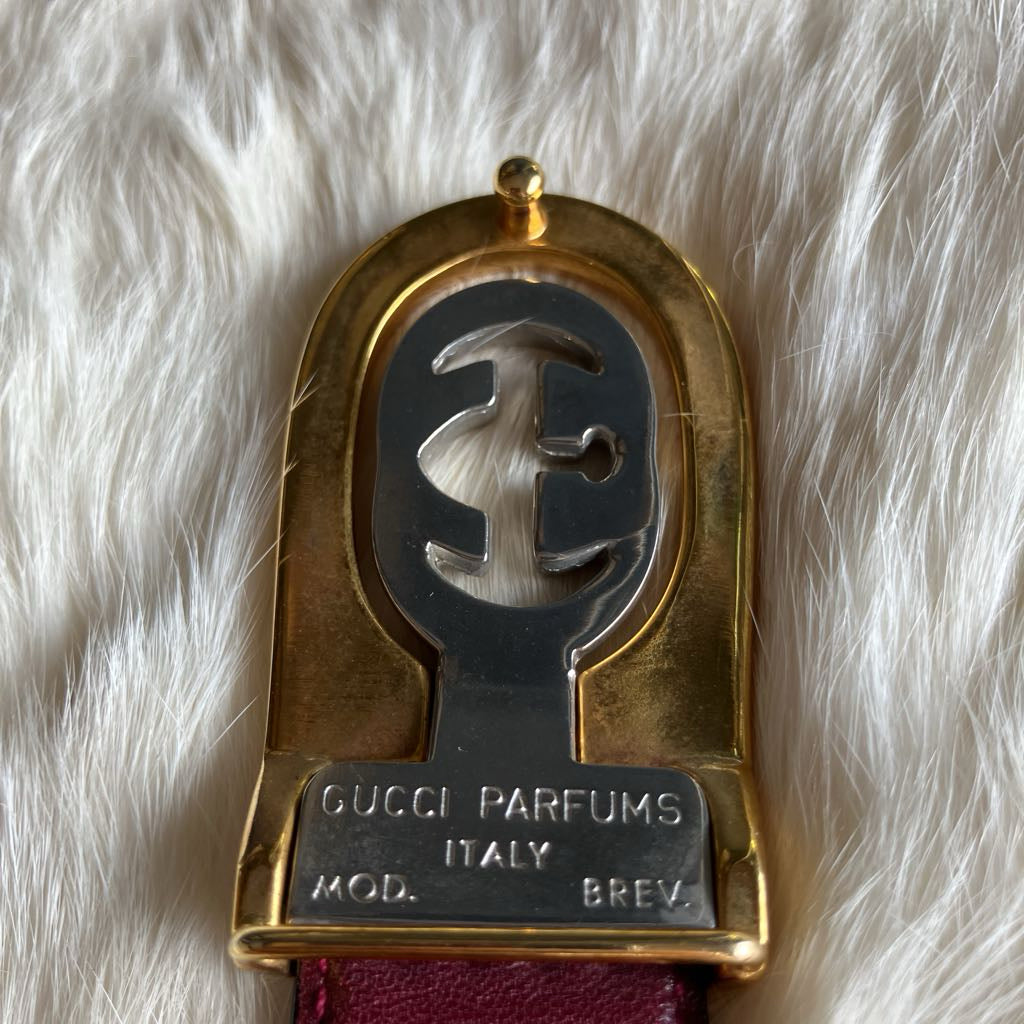 GUCCI PARFUMS
ITALY
MOD. BREV.